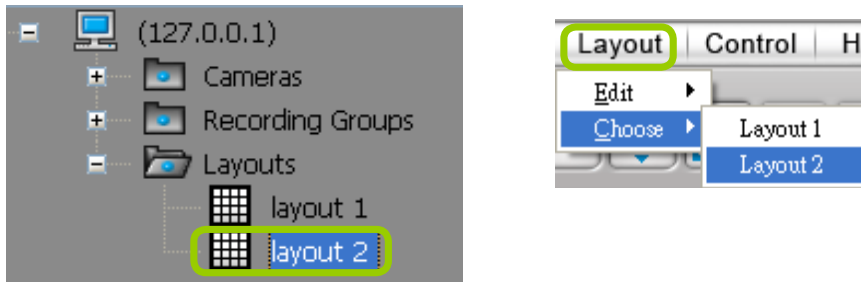 (127.0.0.1)
Cameras
Recording Groups
Layouts
layout 1
layout 2
Layout Control H
Edit
Choose
Layout 1
Layout 2